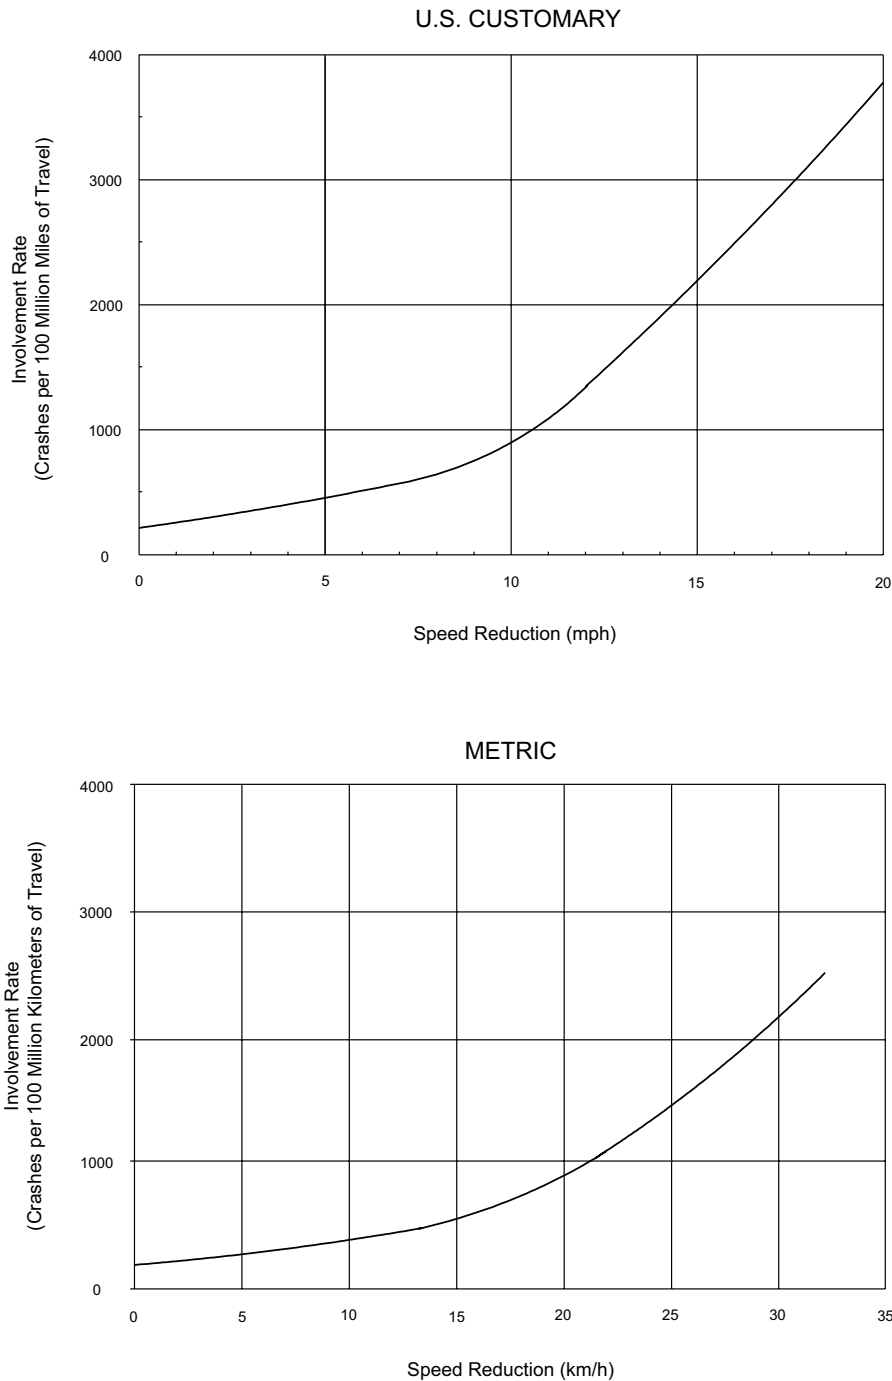 U.S. CUSTOMARY
4000
3000
2000
1000
0
Involvement Rate
(Crashes per 100 Million Miles of Travel)
0 5 10 15 20
Speed Reduction (mph)
METRIC
4000
3000
2000
1000
0
Involvement Rate
(Crashes per 100 Million Kilometers of Travel)
0 5 10 15 20 25 30 35
Speed Reduction (km/h)